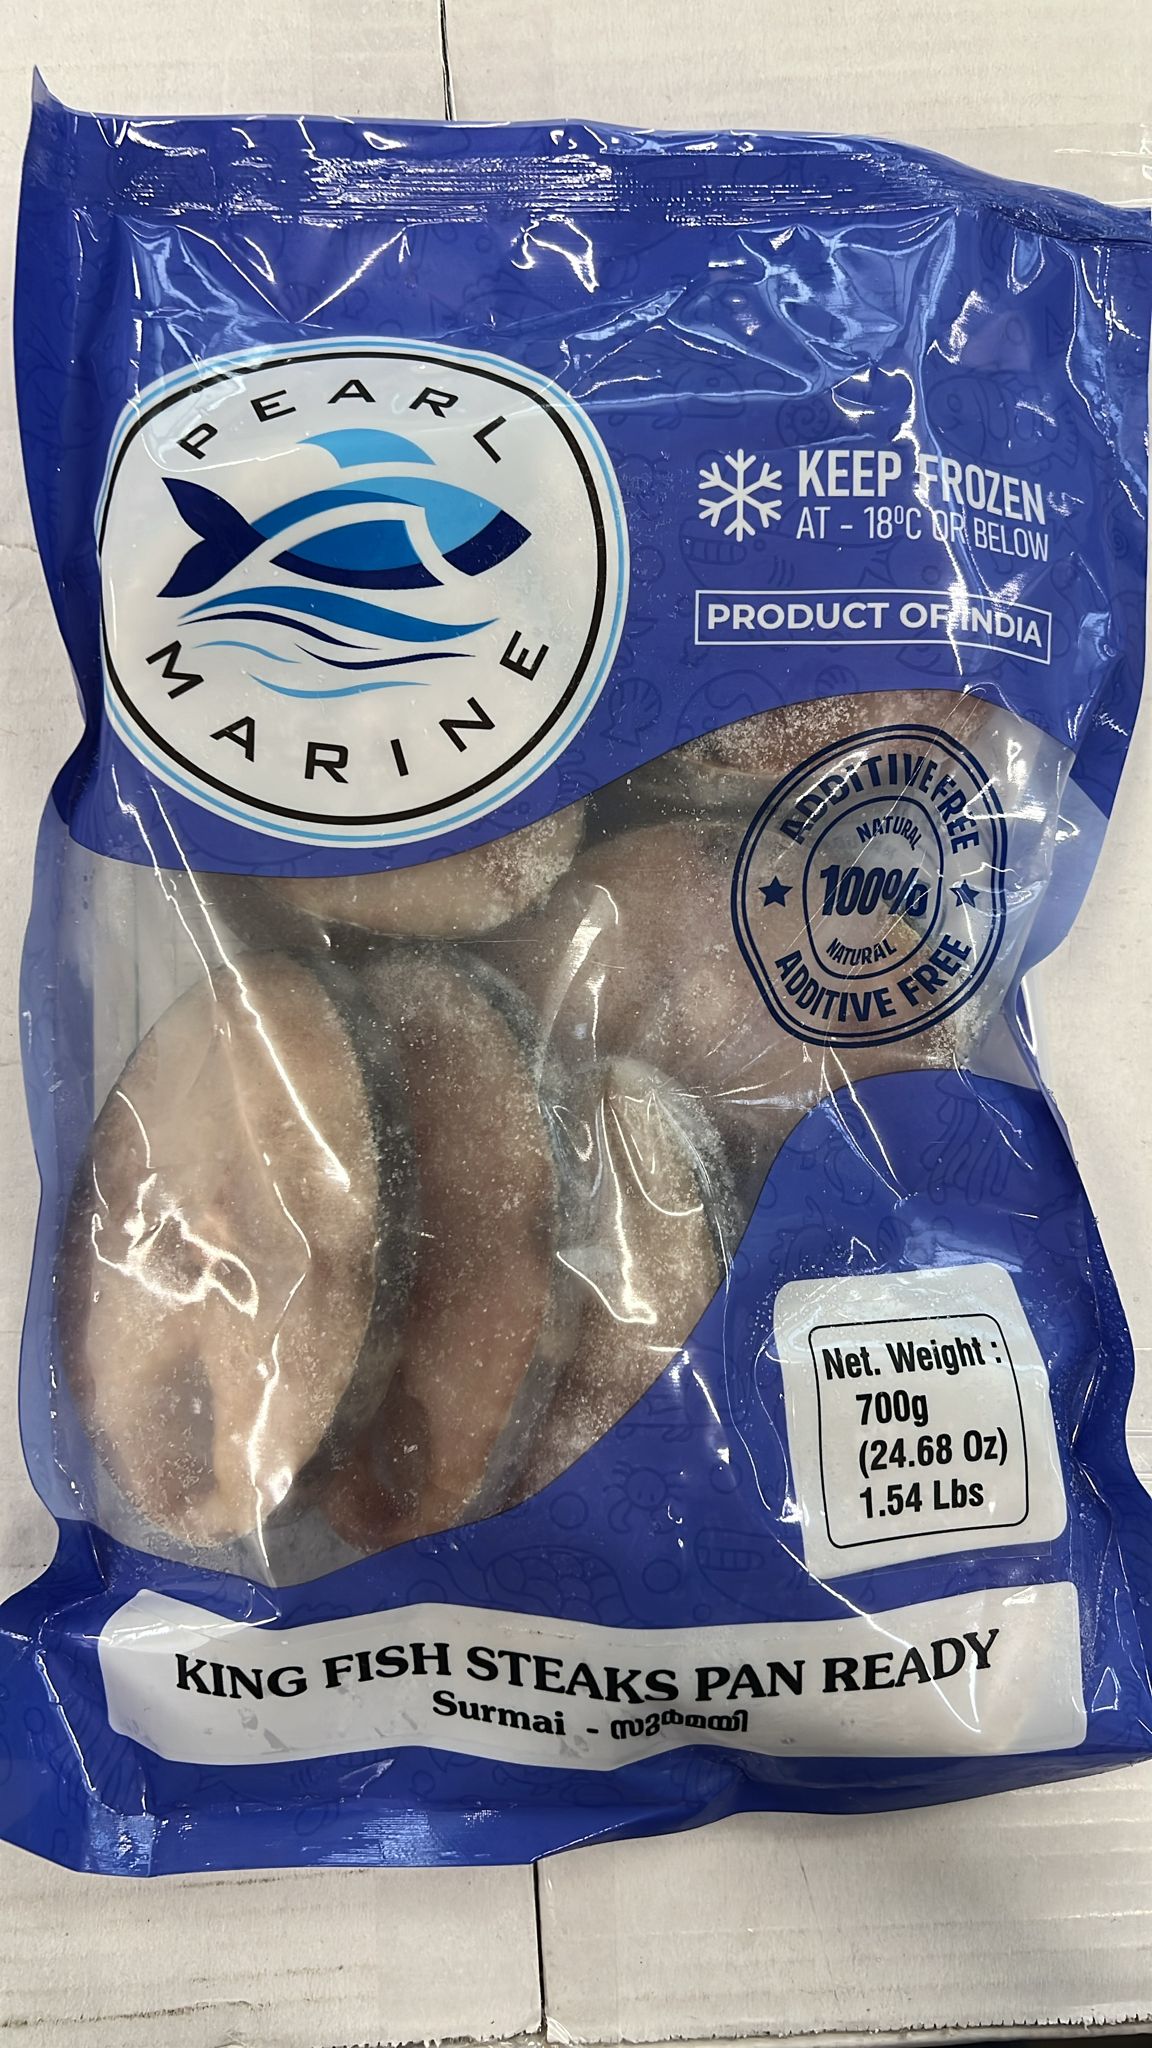 PEARL
MARINE
KEEP FROZEN
AT - 18⁰C OR BELOW
PRODUCT OF INDIA
ADDITIVE FREE
NATURAL
100%
NATURAL
ADDITIVE FREE
Net. Weight :
700g
(24.68 Oz)
1.54 Lbs
KING FISH STEAKS PAN READY
Surmai - സുർമയി